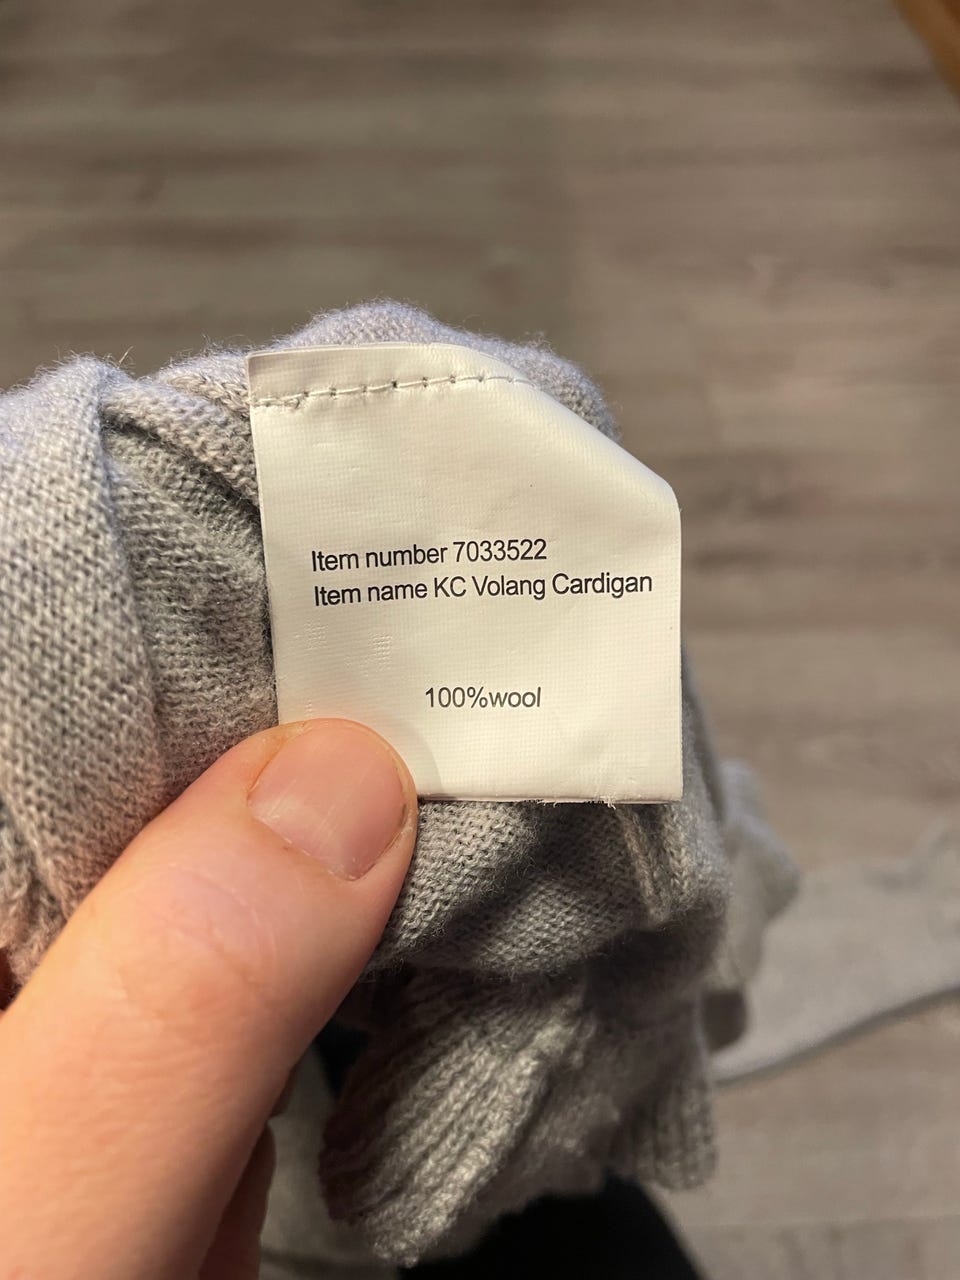 Item number 7033522
Item name KC Volang Cardigan
100%wool